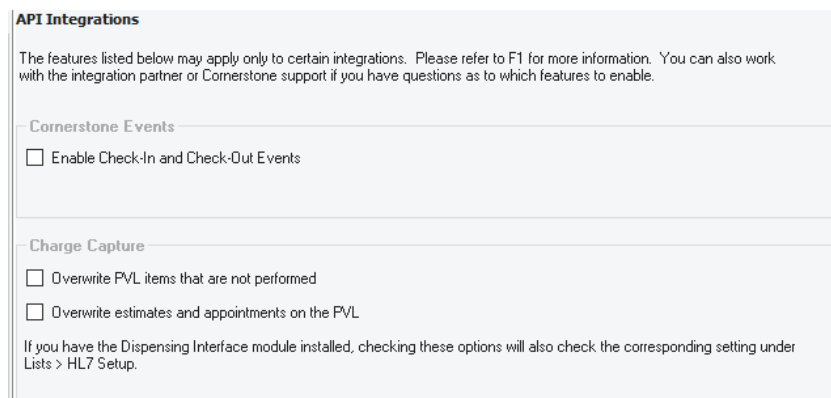 API Integrations
The features listed below may apply only to certain integrations.  Please refer to F1 for more information.  You can also work
with the integration partner or Cornerstone support if you have questions as to which features to enable.
Cornerstone Events
Enable Check-In and Check-Out Events
Charge Capture
Overwrite PVL items that are not performed
Overwrite estimates and appointments on the PVL
If you have the Dispensing Interface module installed, checking these options will also check the corresponding setting under
Lists > HL7 Setup.